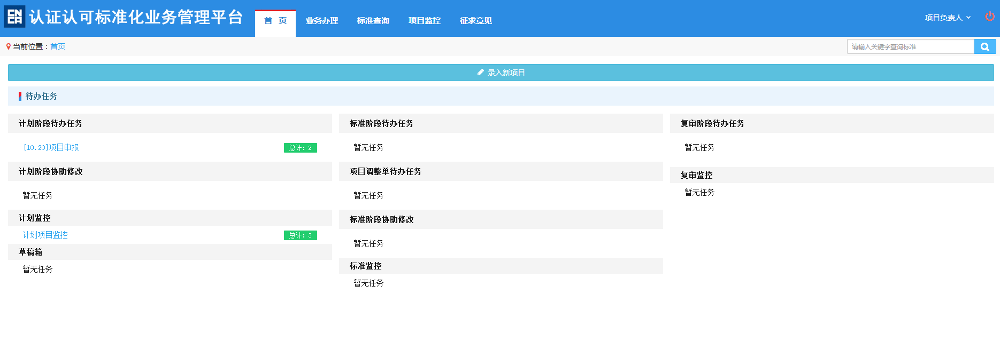 CNCA 认证认可标准化业务管理平台
首 页 业务办理 标准查询 项目监控 征求意见
项目负责人
当前位置：首页
请输入关键字查询标准
录入新项目
待办任务
计划阶段待办任务
[10.20]项目申报 总计：2
计划阶段协助修改
暂无任务
计划监控
计划项目监控 总计：3
草稿箱
暂无任务
标准阶段待办任务
暂无任务
项目调整单待办任务
暂无任务
标准阶段协助修改
暂无任务
标准监控
暂无任务
复审阶段待办任务
暂无任务
复审监控
暂无任务